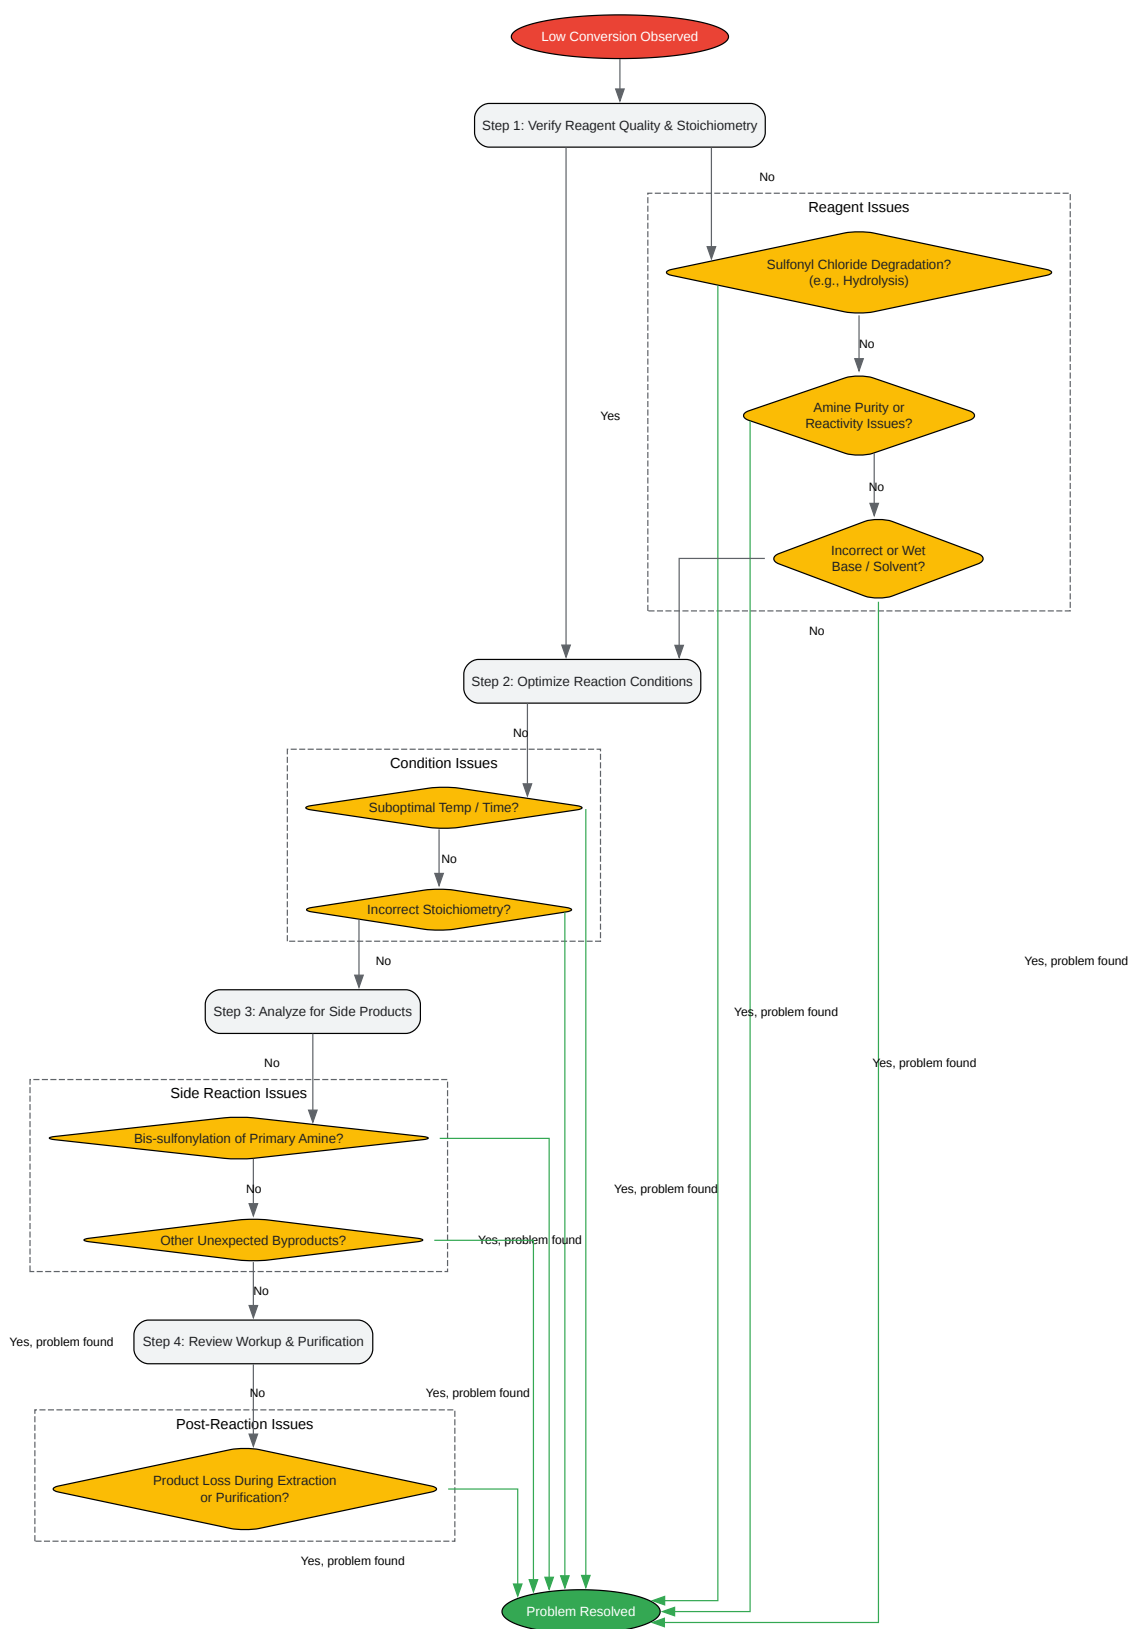 Low Conversion Observed
Step 1: Verify Reagent Quality & Stoichiometry
No
Reagent Issues
Sulfonyl Chloride Degradation?
(e.g., Hydrolysis)
No
Amine Purity or
Reactivity Issues?
Yes
No
Incorrect or Wet
Base / Solvent?
No
Step 2: Optimize Reaction Conditions
No
Condition Issues
Suboptimal Temp / Time?
No
Incorrect Stoichiometry?
No
Yes, problem found
Step 3: Analyze for Side Products
Yes, problem found
No
Yes, problem found
Side Reaction Issues
Bis-sulfonylation of Primary Amine?
No
Yes, problem found
Other Unexpected Byproducts?
Yes, problem found
No
Yes, problem found
Step 4: Review Workup & Purification
No
Yes, problem found
Post-Reaction Issues
Product Loss During Extraction
or Purification?
Yes, problem found
Problem Resolved